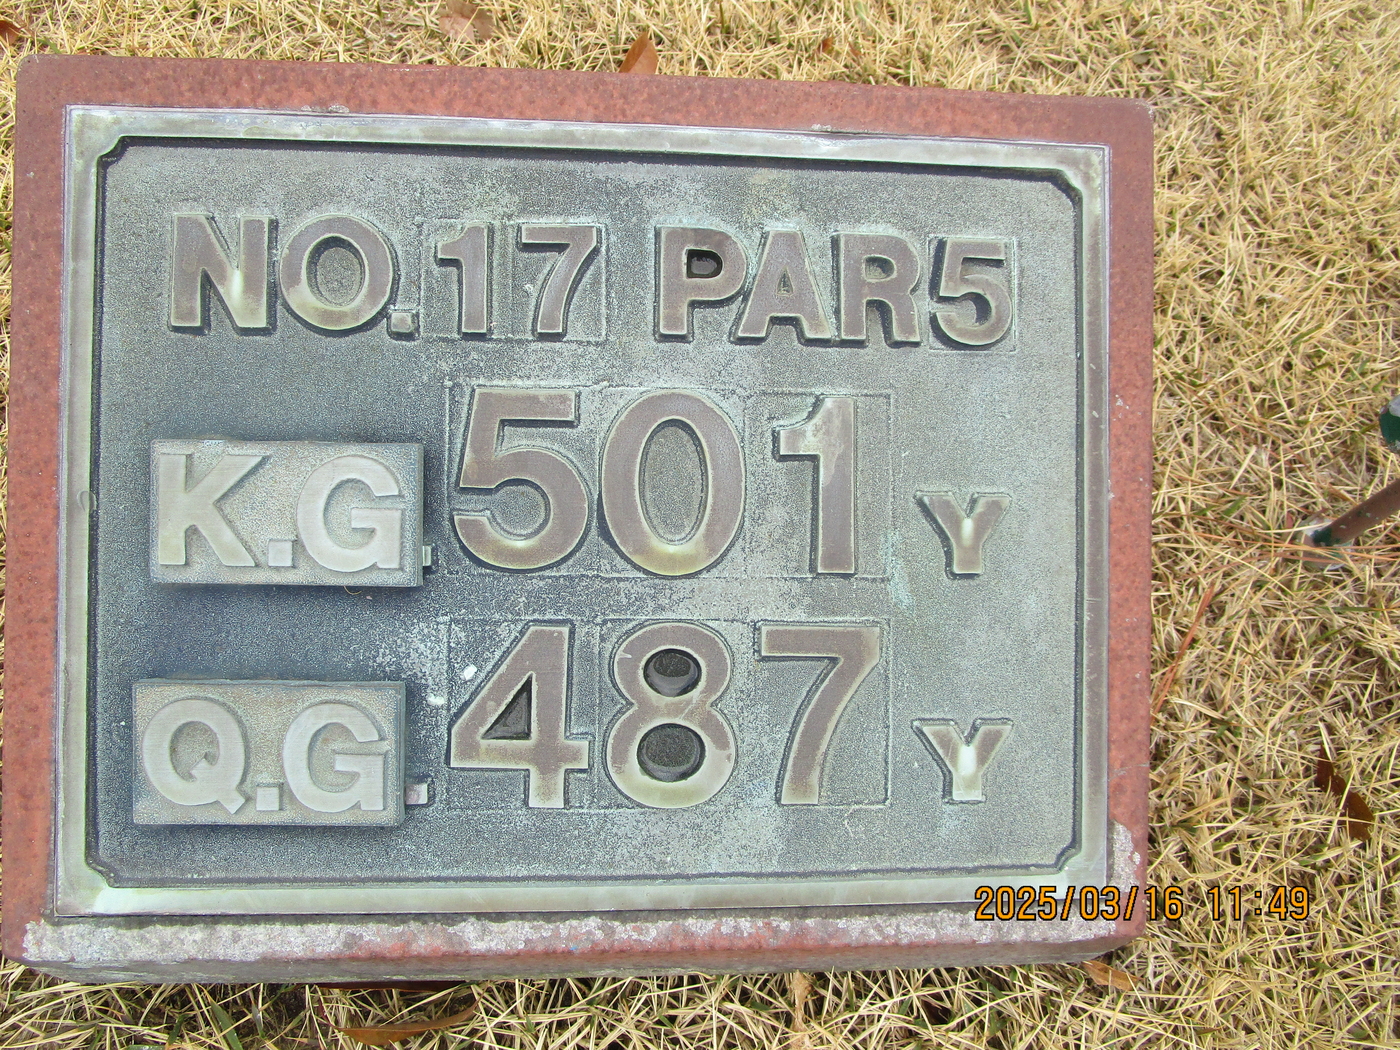 NO.17 PAR5
K.G. 501 Y
Q.G. 487 Y
2025/03/16 11:49